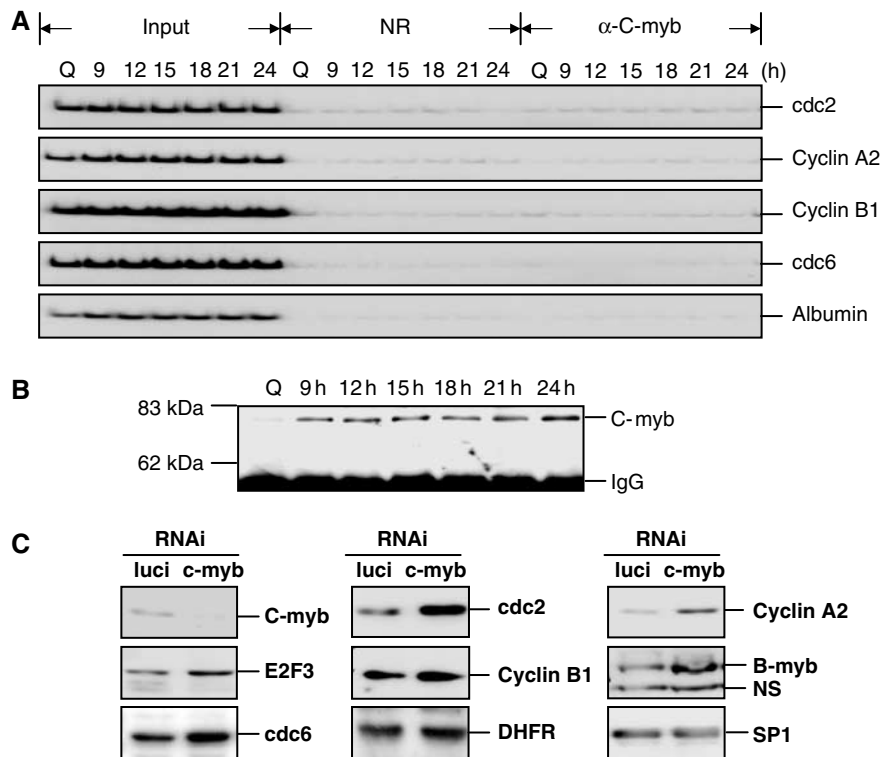 A
Input NR α-C-myb
Q 9 12 15 18 21 24 Q 9 12 15 18 21 24 Q 9 12 15 18 21 24 (h)
cdc2
Cyclin A2
Cyclin B1
cdc6
Albumin
B
Q 9 h 12 h 15 h 18 h 21 h 24 h
83 kDa
C-myb
62 kDa
IgG
C
RNAi RNAi RNAi
luci c-myb luci c-myb luci c-myb
C-myb cdc2 Cyclin A2
E2F3 Cyclin B1 B-myb
NS
cdc6 DHFR SP1